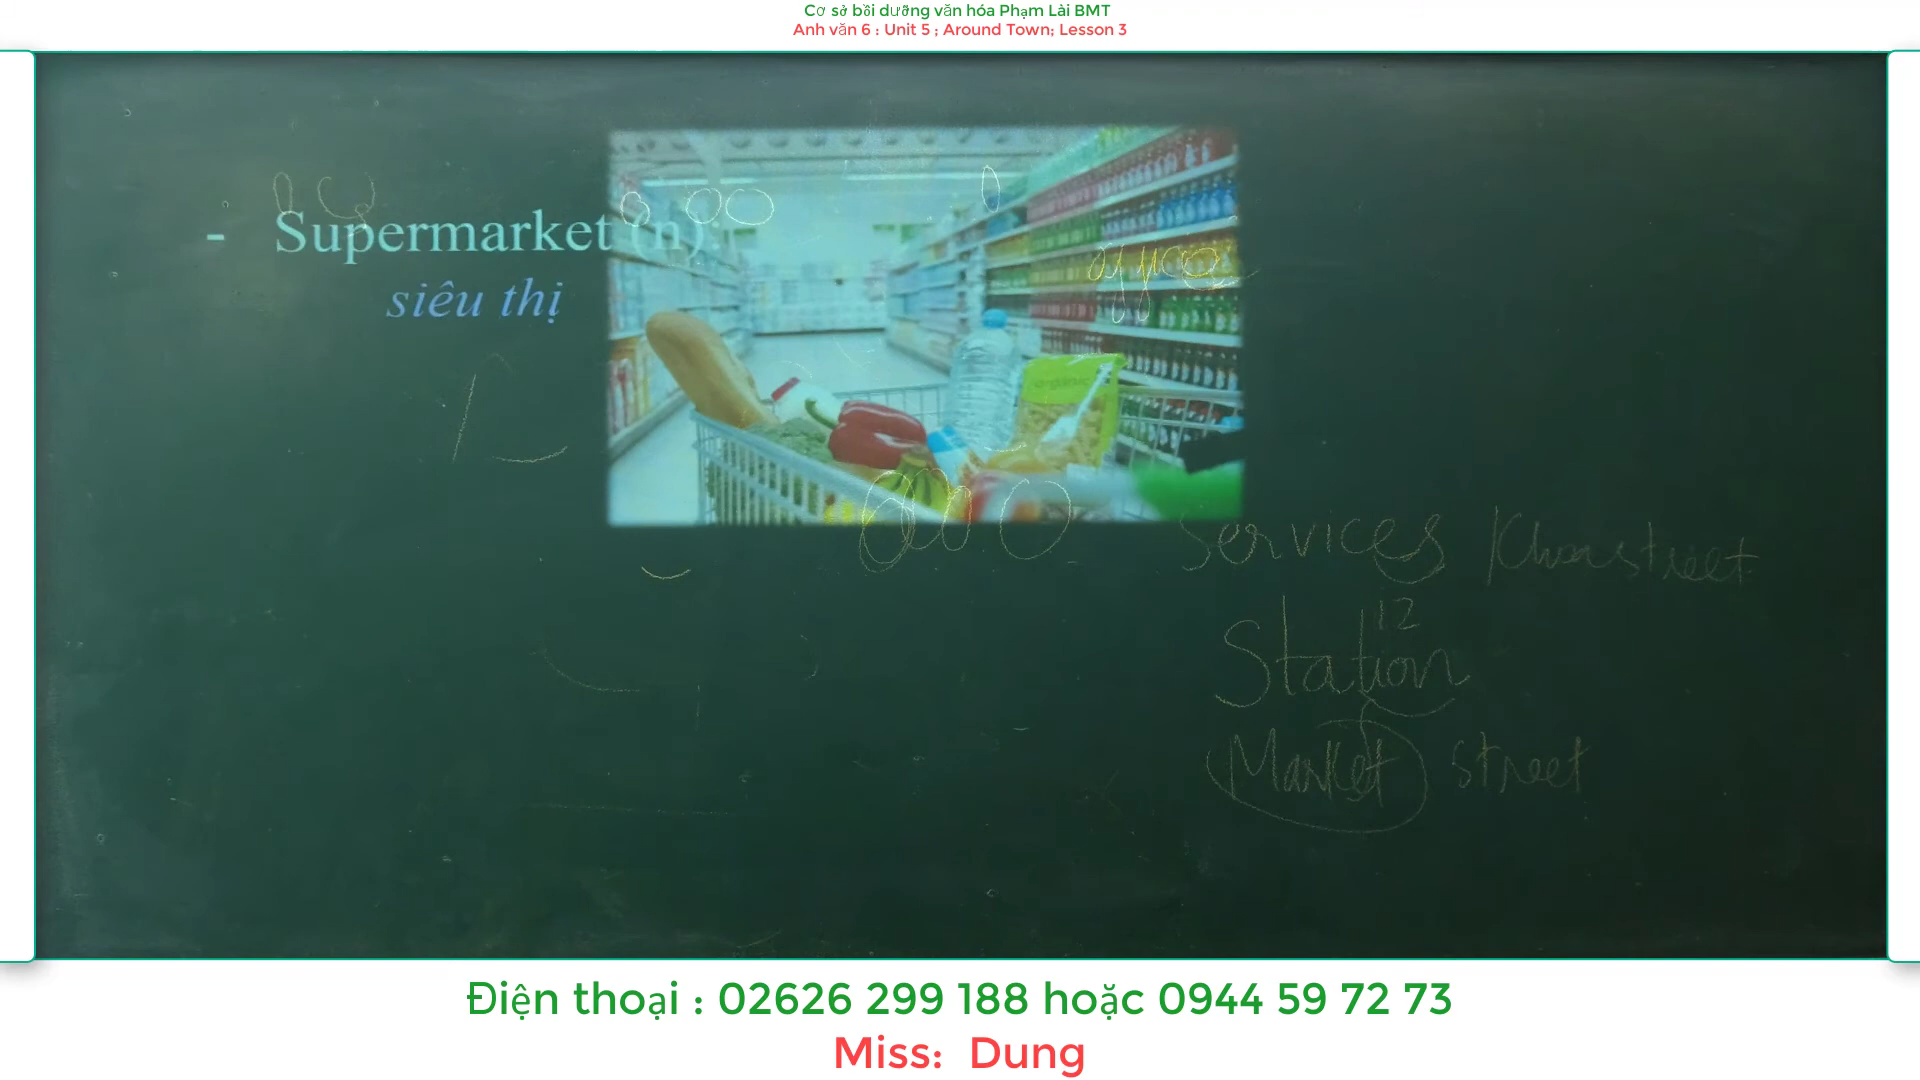 Cơ sở bồi dưỡng văn hóa Phạm Lài BMT
Anh văn 6 : Unit 5 ; Around Town; Lesson 3
- Supermarket (n):
siêu thị
organic
Services
12
Station
Market street
Điện thoại : 02626 299 188 hoặc 0944 59 72 73
Miss: Dung